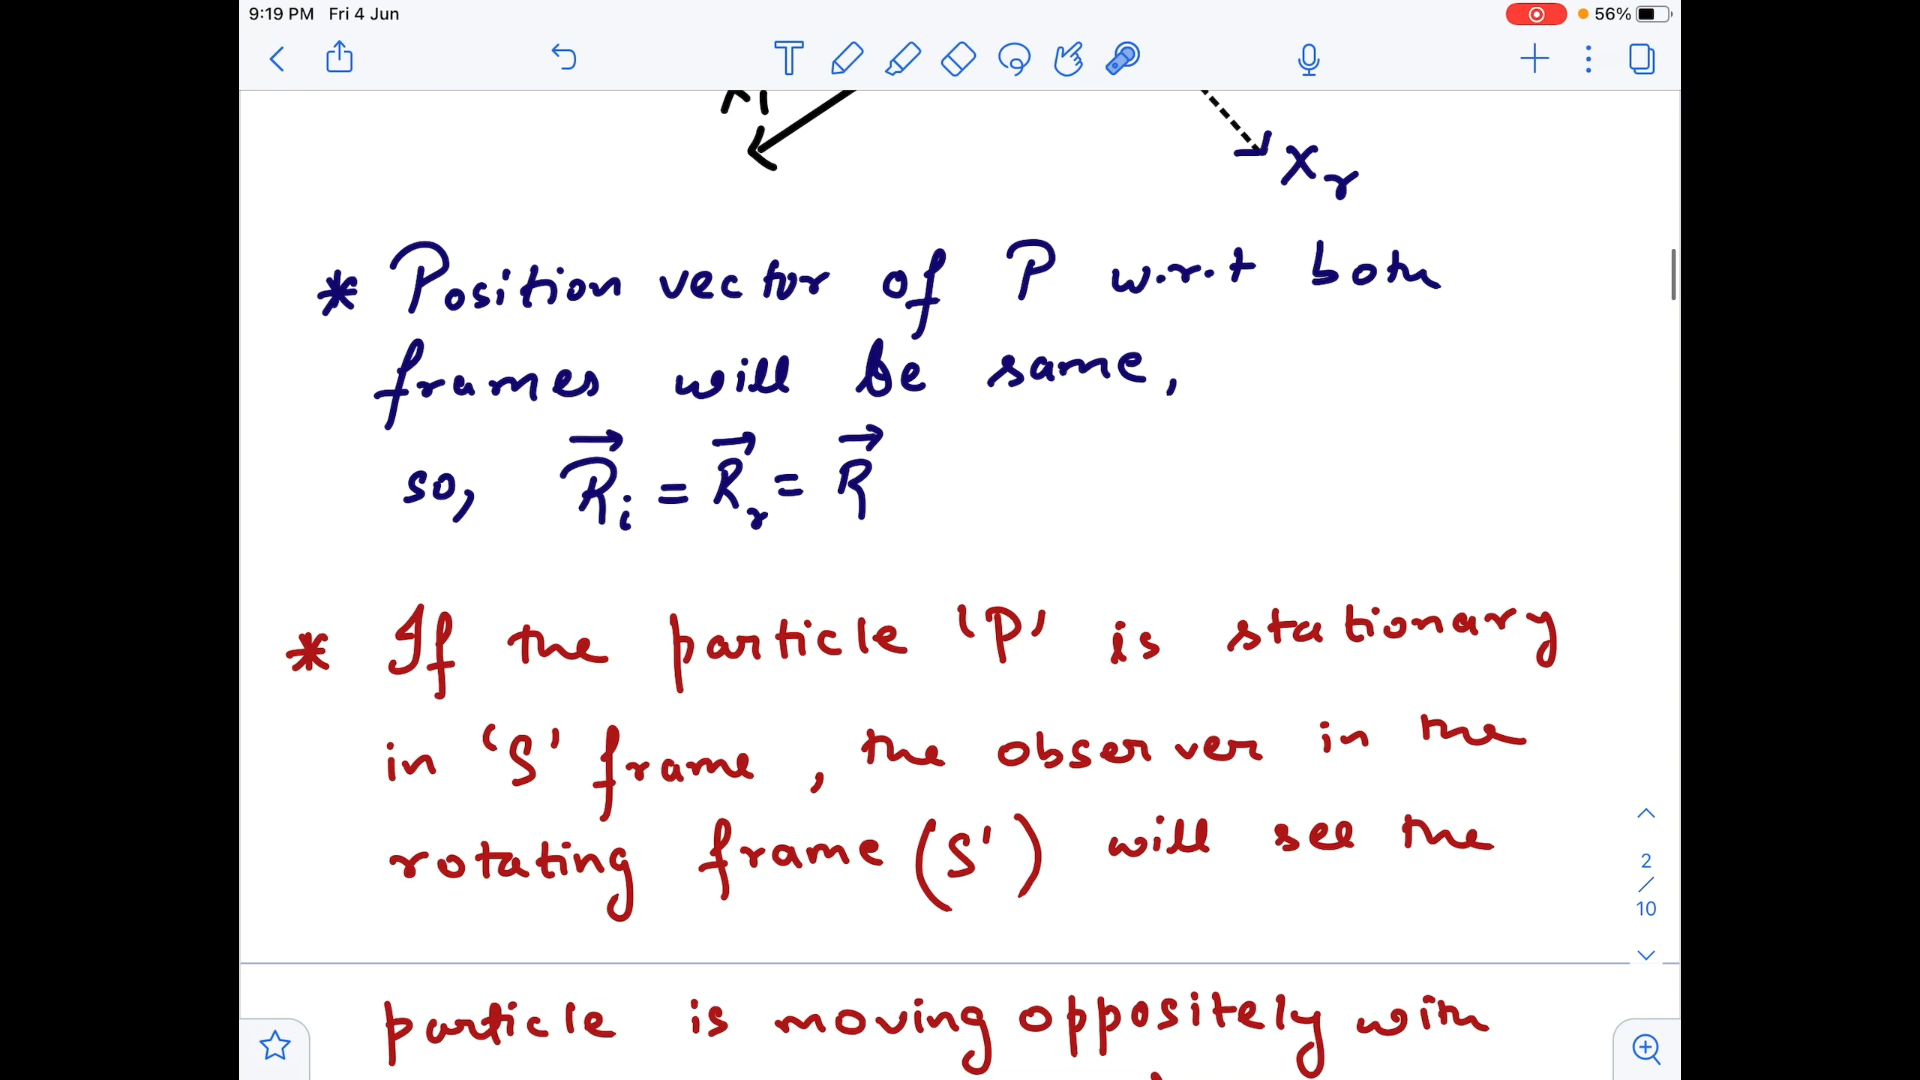 9:19 PM Fri 4 Jun
56%
T
Xr
* Position vector of P w.r.t both
frames will be same,
so, R⃗i = R⃗r = R⃗
* If the particle 'P' is stationary
in 'S' frame, the observer in the
rotating frame (S') will see the
2
/
10
particle is moving oppositely with